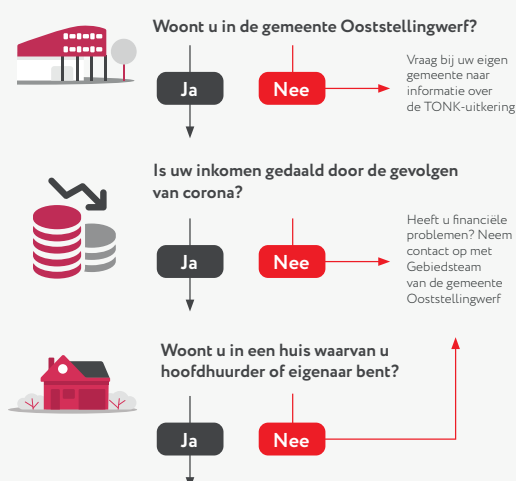 Woont u in de gemeente Ooststellingwerf?
Ja
Nee
Vraag bij uw eigen
gemeente naar
informatie over
de TONK-uitkering
Is uw inkomen gedaald door de gevolgen
van corona?
Ja
Nee
Heeft u financiële
problemen? Neem
contact op met
Gebiedsteam
van de gemeente
Ooststellingwerf
Woont u in een huis waarvan u
hoofdhuurder of eigenaar bent?
Ja
Nee